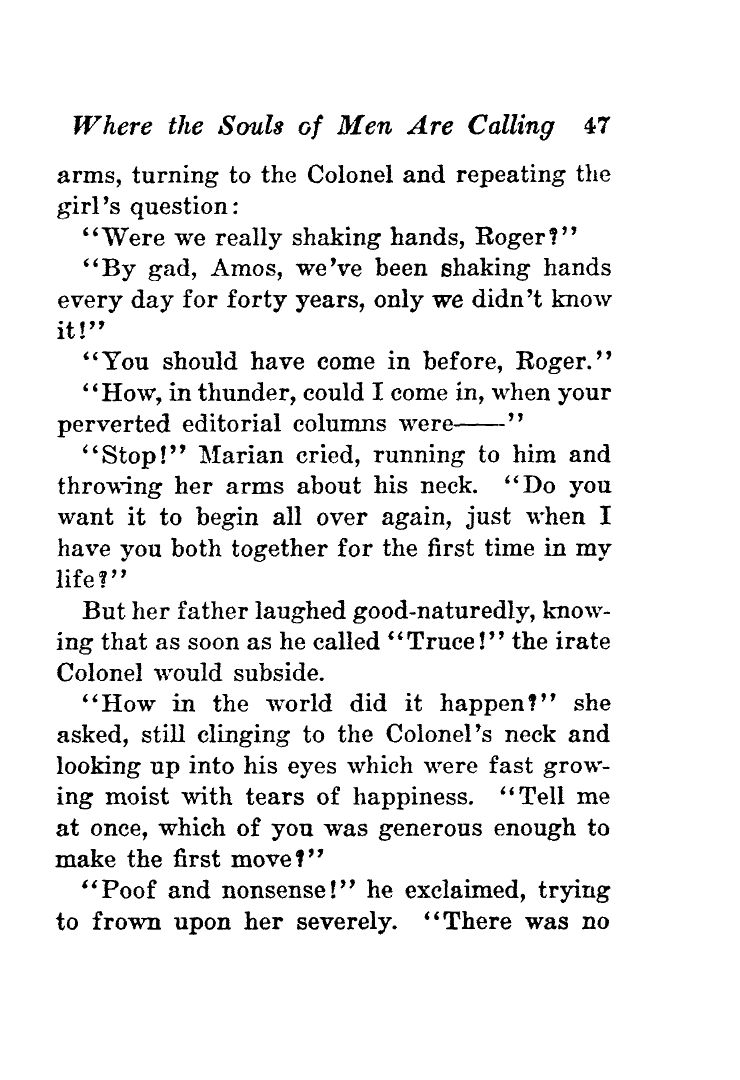 Where the Souls of Men Are Calling 47
arms, turning to the Colonel and repeating the
girl's question:
"Were we really shaking hands, Roger?"
"By gad, Amos, we've been shaking hands
every day for forty years, only we didn't know
it!"
"You should have come in before, Roger."
"How, in thunder, could I come in, when your
perverted editorial columns were——"
"Stop!" Marian cried, running to him and
throwing her arms about his neck. "Do you
want it to begin all over again, just when I
have you both together for the first time in my
life?"
But her father laughed good-naturedly, know-
ing that as soon as he called "Truce!" the irate
Colonel would subside.
"How in the world did it happen?" she
asked, still clinging to the Colonel's neck and
looking up into his eyes which were fast grow-
ing moist with tears of happiness. "Tell me
at once, which of you was generous enough to
make the first move?"
"Poof and nonsense!" he exclaimed, trying
to frown upon her severely. "There was no